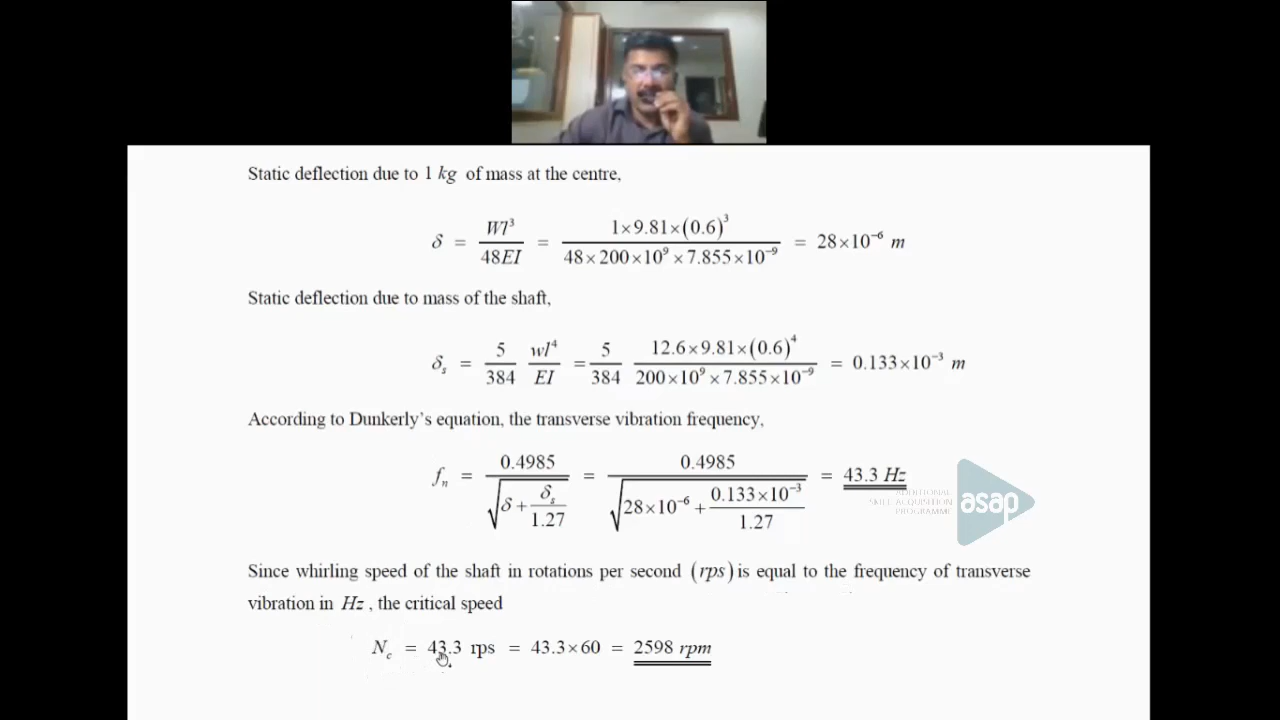 Static deflection due to 1 kg of mass at the centre,
δ = Wl³/48EI = 1×9.81×(0.6)³/48×200×10⁹×7.855×10⁻⁹ = 28×10⁻⁶ m
Static deflection due to mass of the shaft,
δₛ = 5/384 wl⁴/EI = 5/384 12.6×9.81×(0.6)⁴/200×10⁹×7.855×10⁻⁹ = 0.133×10⁻³ m
According to Dunkerly's equation, the transverse vibration frequency,
fₙ = 0.4985/√(δ + δₛ/1.27) = 0.4985/√(28×10⁻⁶ + 0.133×10⁻³/1.27) = 43.3 Hz
ADDITIONAL
SKILL ACQUISITION
PROGRAMME
asap
Since whirling speed of the shaft in rotations per second (rps) is equal to the frequency of transverse
vibration in Hz , the critical speed
N_c = 43.3 rps = 43.3×60 = 2598 rpm